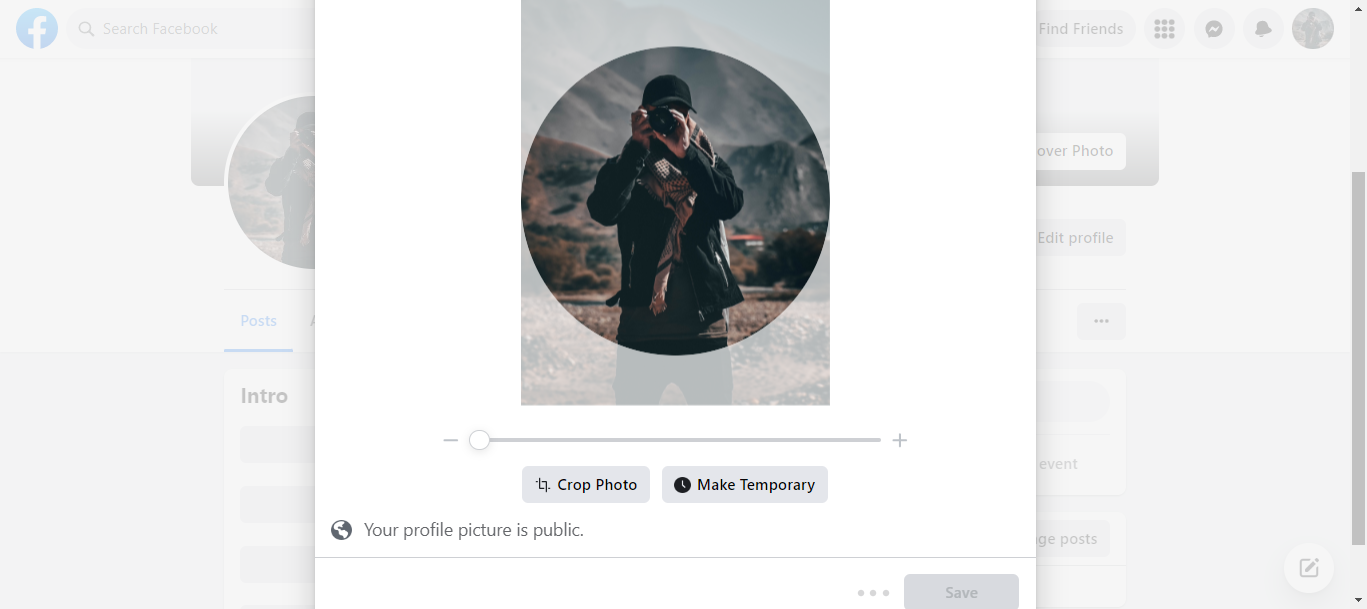 Search Facebook
Find Friends
over Photo
Edit profile
Posts
Intro
event
ge posts
Crop Photo
Make Temporary
Your profile picture is public.
Save